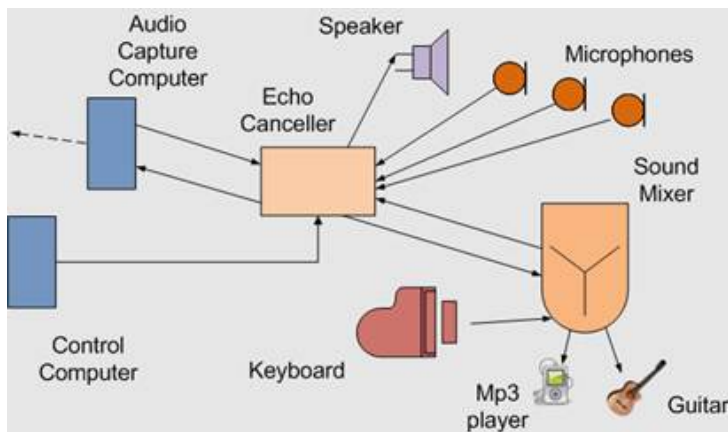 Audio
Capture
Computer
Speaker
Microphones
Echo
Canceller
Sound
Mixer
Control
Computer
Keyboard
Mp3
player
Guitar